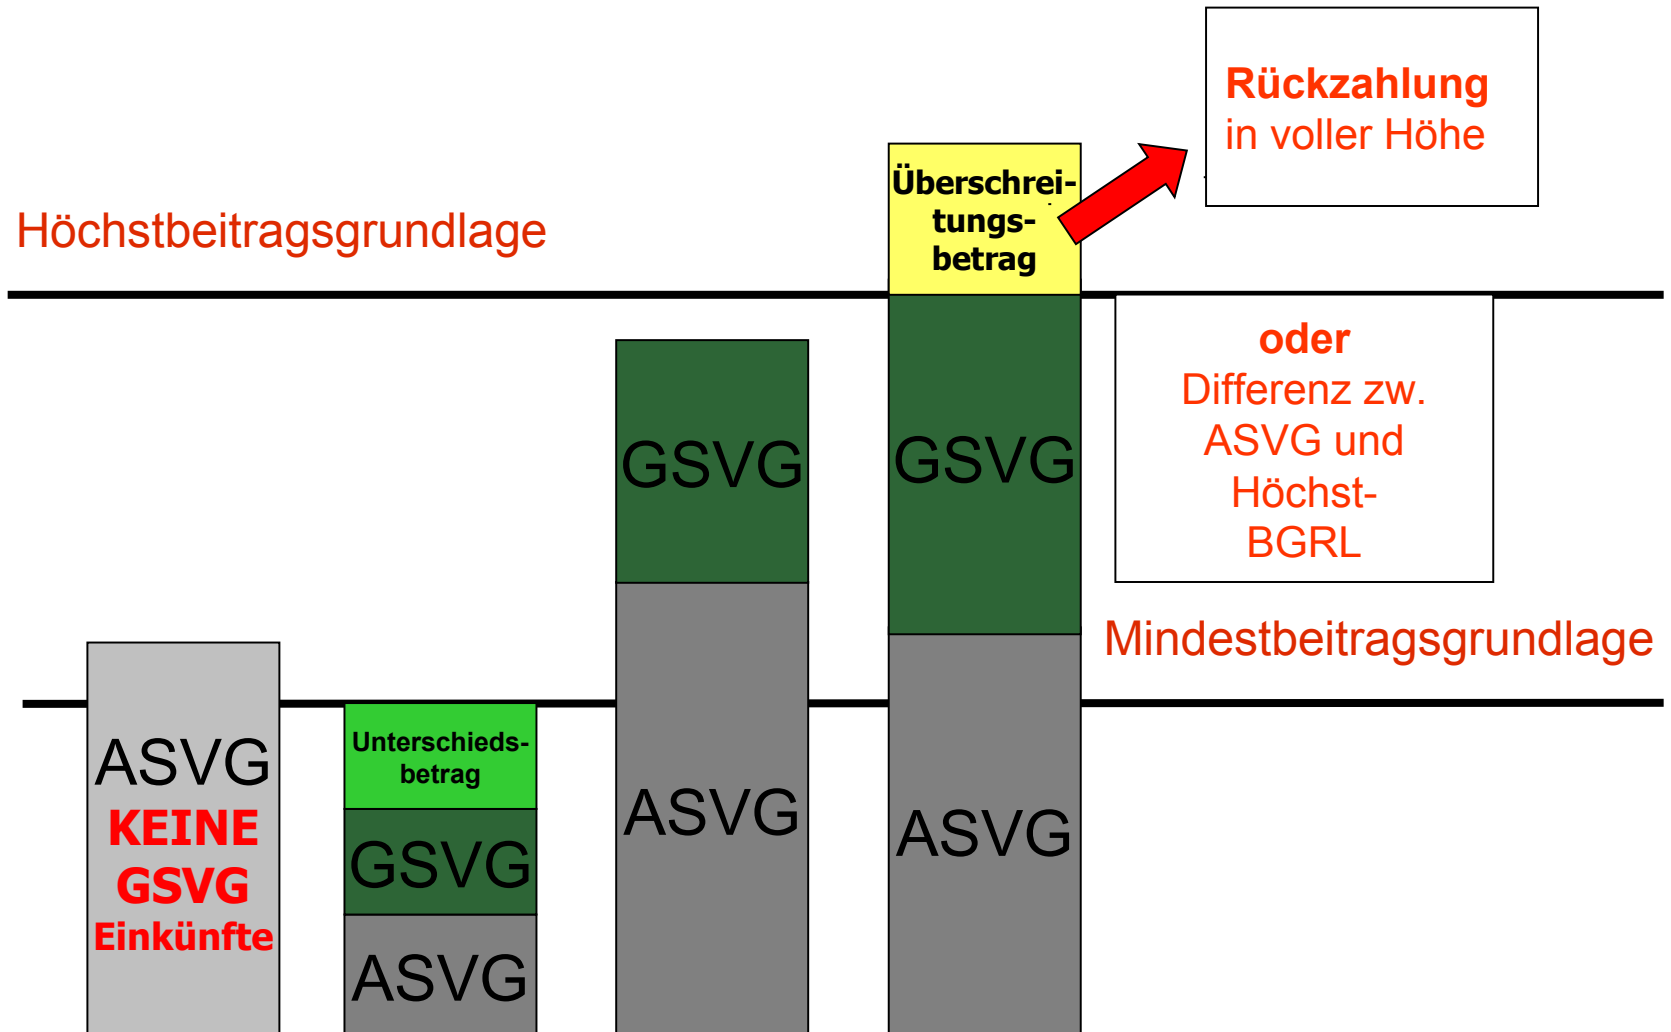 Rückzahlung
in voller Höhe
Überschrei-
tungs-
betrag
Höchstbeitragsgrundlage
oder
Differenz zw.
ASVG und
Höchst-
BGRL
Mindestbeitragsgrundlage
ASVG
KEINE
GSVG
Einkünfte
Unterschieds-
betrag
GSVG
ASVG
GSVG
ASVG
GSVG
ASVG